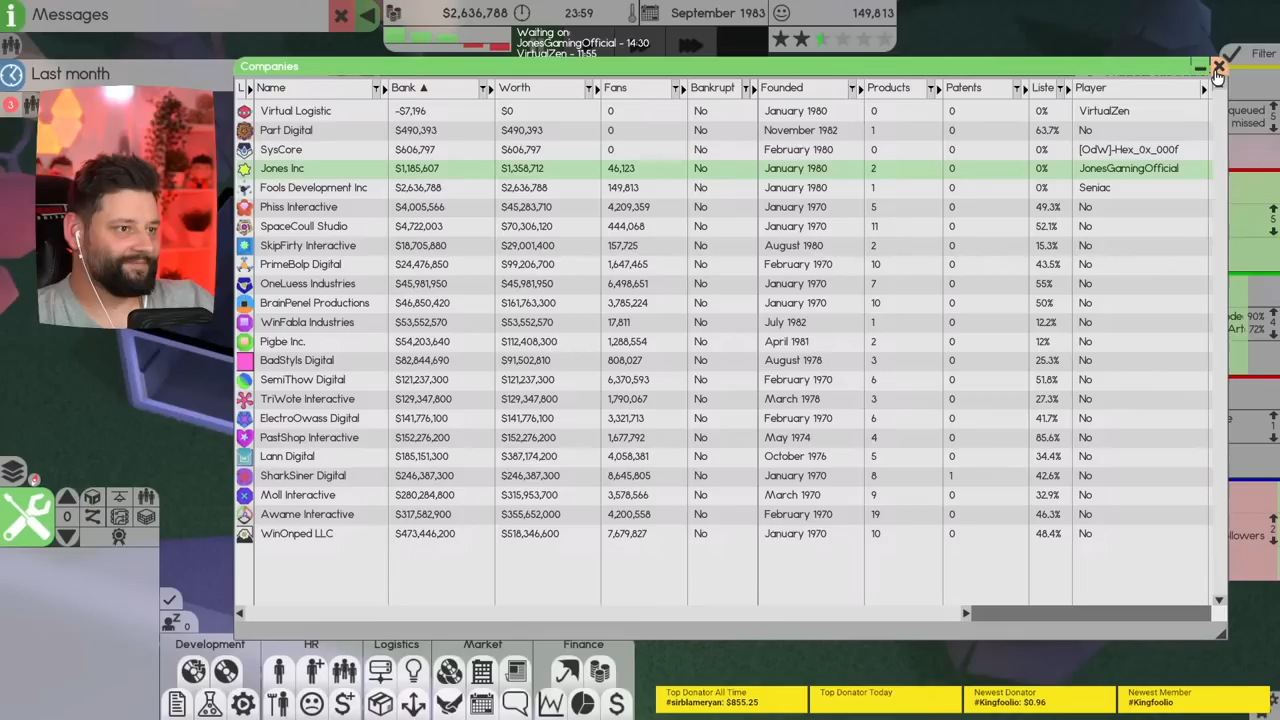 Messages
$2,636,788 23:59 September 1983 149,813
Waiting on:
JonesGamingOfficial - 14:30
VirtualZen - 11:55
Last month
Filter
3
queued
missed
5
Companies
L Name Bank ▲ Worth Fans Bankrupt Founded Products Patents Liste Player
Virtual Logistic -$7,196 $0 0 No January 1980 0 0 0% VirtualZen
Part Digital $490,393 $490,393 0 No November 1982 1 0 63.7% No
SysCore $606,797 $606,797 0 No February 1980 0 0 0% [OdW]-Hex_0x_000f
Jones Inc $1,185,607 $1,358,712 46,123 No January 1980 2 0 0% JonesGamingOfficial
Fools Development Inc $2,636,788 $2,636,788 149,813 No January 1980 1 0 0% Seniac
Phiss Interactive $4,005,566 $45,283,710 4,209,359 No January 1970 5 0 49.3% No
SpaceCoull Studio $4,722,003 $70,306,120 444,068 No January 1970 11 0 52.1% No
SkipFirty Interactive $18,705,880 $29,001,400 157,725 No August 1980 2 0 15.3% No
PrimeBolp Digital $24,476,850 $99,206,700 1,647,465 No February 1970 10 0 43.5% No
OneLuess Industries $45,981,950 $45,981,950 6,498,651 No January 1970 7 0 55% No
BrainPenel Productions $46,850,420 $161,763,300 3,785,224 No January 1970 10 0 50% No
WinFabla Industries $53,552,570 $53,552,570 17,811 No July 1982 1 0 12.2% No
Pigbe Inc. $54,203,640 $112,408,300 1,288,554 No April 1981 2 0 12% No
BadStyls Digital $82,844,690 $91,502,810 808,027 No August 1978 3 0 25.3% No
SemiThow Digital $121,237,300 $121,237,300 6,370,593 No February 1970 6 0 51.8% No
TriWote Interactive $129,347,800 $129,347,800 1,790,067 No March 1978 3 0 27.3% No
ElectroOwass Digital $141,776,100 $141,776,100 3,321,713 No February 1970 6 0 41.7% No
PastShop Interactive $152,276,200 $152,276,200 1,677,792 No May 1974 4 0 85.6% No
Lann Digital $185,151,300 $387,174,200 4,058,381 No October 1976 5 0 34.4% No
SharkSiner Digital $246,387,300 $246,387,300 8,645,805 No January 1970 8 1 42.6% No
Moll Interactive $280,284,800 $315,953,700 3,578,566 No March 1970 9 0 32.9% No
Awame Interactive $317,582,900 $355,652,000 4,200,558 No February 1970 19 0 46.3% No
WinOnped LLC $473,446,200 $518,346,600 7,679,827 No January 1970 10 0 48.4% No
5
90%
72%
4
1
2
0
z 0
Development HR Logistics Market Finance
Top Donator All Time
#sirblameryan: $855.25
Top Donator Today
Newest Donator
#Kingfoolio: $0.96
Newest Member
#Kingfoolio